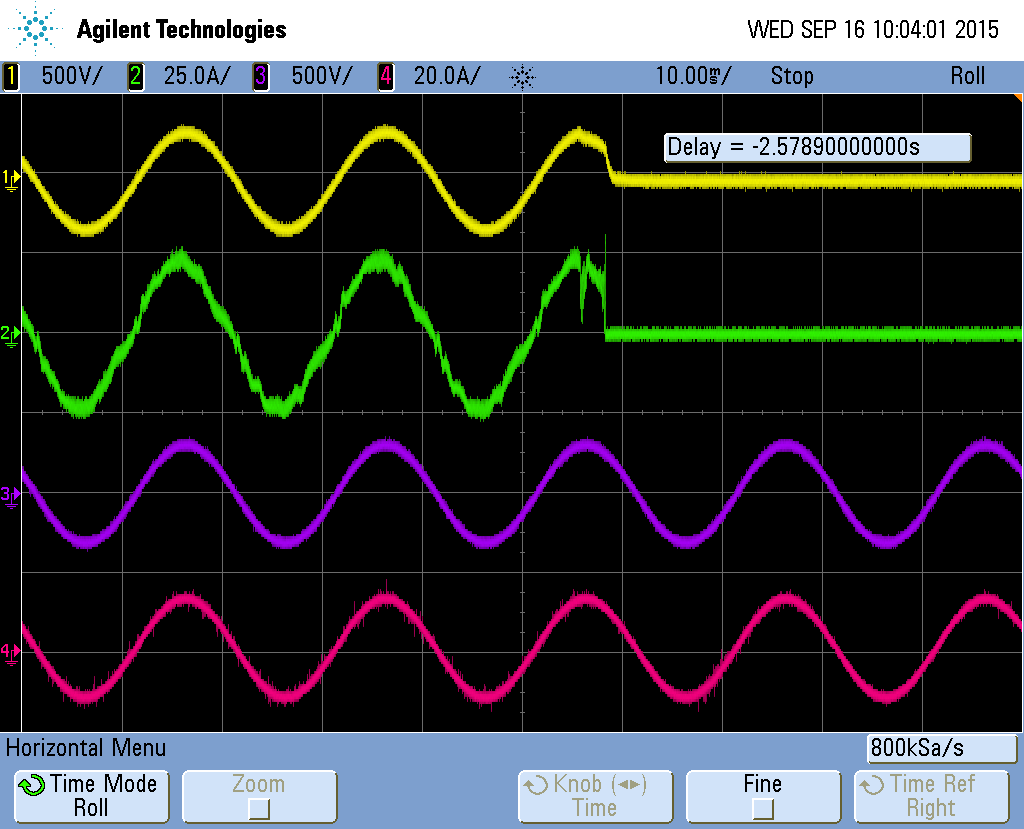 Agilent Technologies
WED SEP 16 10:04:01 2015
1 500V/ 2 25.0A/ 3 500V/ 4 20.0A/ 10.00ms/ Stop Roll
Delay = -2.57890000000s
1
2
3
4
Horizontal Menu
800kSa/s
Time Mode
Roll
Zoom
Knob (◄►)
Time
Fine
Time Ref
Right